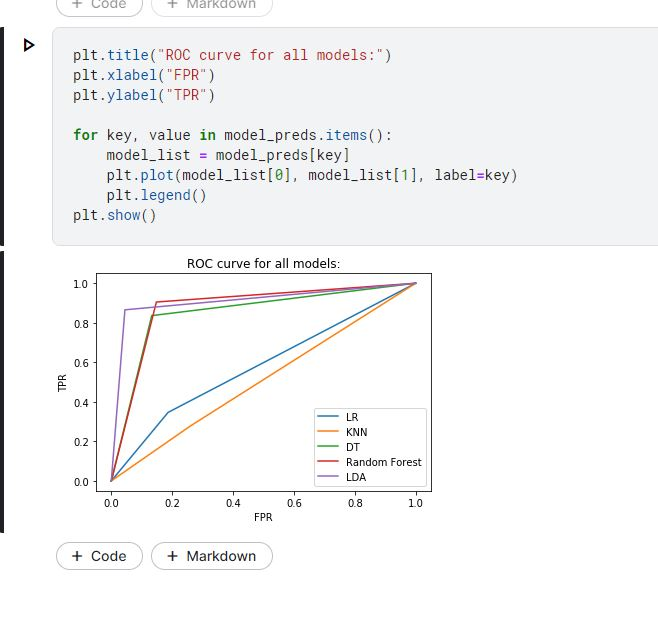 + Code + Markdown
plt.title("ROC curve for all models:")
plt.xlabel("FPR")
plt.ylabel("TPR")
for key, value in model_preds.items():
    model_list = model_preds[key]
    plt.plot(model_list[0], model_list[1], label=key)
    plt.legend()
plt.show()
ROC curve for all models:
1.0
0.8
0.6
0.4
0.2
0.0
TPR
LR
KNN
DT
Random Forest
LDA
0.0 0.2 0.4 0.6 0.8 1.0
FPR
+ Code + Markdown